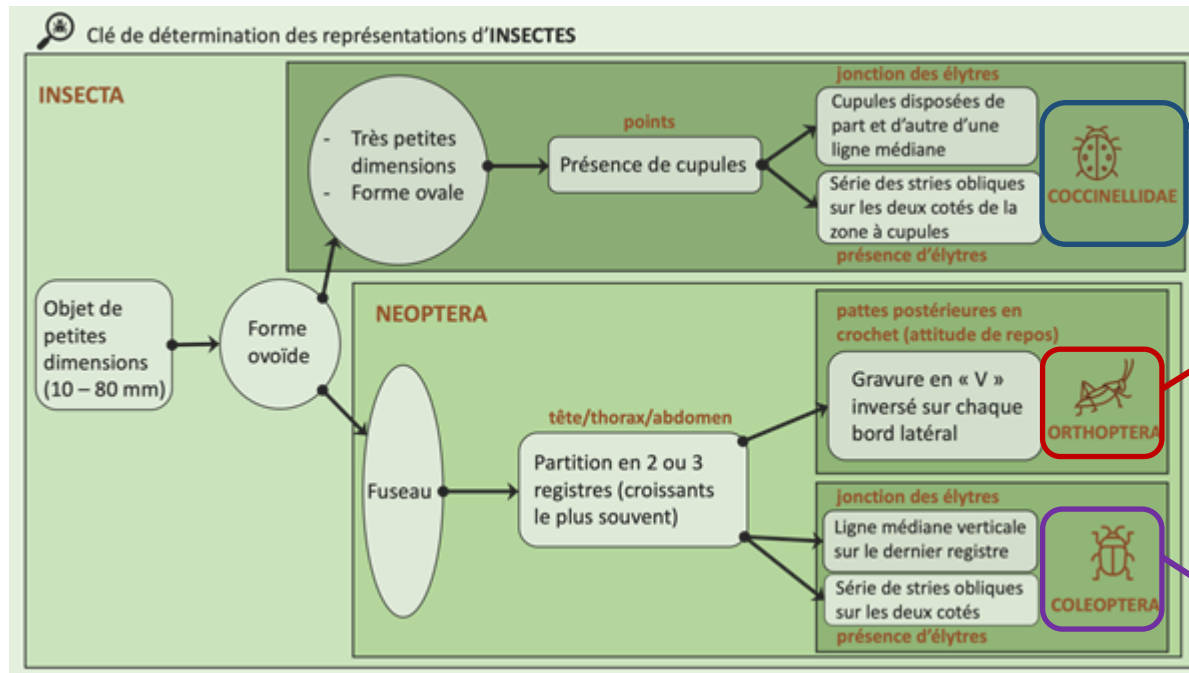 Clé de détermination des représentations d'INSECTES
INSECTA
jonction des élytres
- Très petites
dimensions
- Forme ovale
points
Présence de cupules
Cupules disposées de
part et d'autre d'une
ligne médiane
Série des stries obliques
sur les deux cotés de la
zone à cupules
présence d'élytres
COCCINELLIDAE
Objet de
petites
dimensions
(10 – 80 mm)
Forme
ovoïde
NEOPTERA
Fuseau
tête/thorax/abdomen
Partition en 2 ou 3
registres (croissants
le plus souvent)
pattes postérieures en
crochet (attitude de repos)
Gravure en « V »
inversé sur chaque
bord latéral
ORTHOPTERA
jonction des élytres
Ligne médiane verticale
sur le dernier registre
Série de stries obliques
sur les deux cotés
présence d'élytres
COLEOPTERA